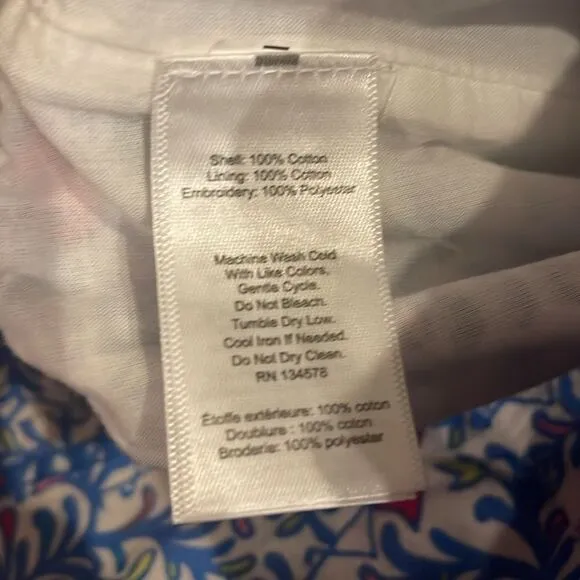 Shell: 100% Cotton
Lining: 100% Cotton
Embroidery: 100% Polyester
Machine Wash Cold
With Like Colors,
Gentle Cycle.
Do Not Bleach.
Tumble Dry Low.
Cool Iron If Needed.
Do Not Dry Clean.
RN 134578
Étoffe extérieure: 100% coton
Doublure : 100% coton
Broderie: 100% polyester